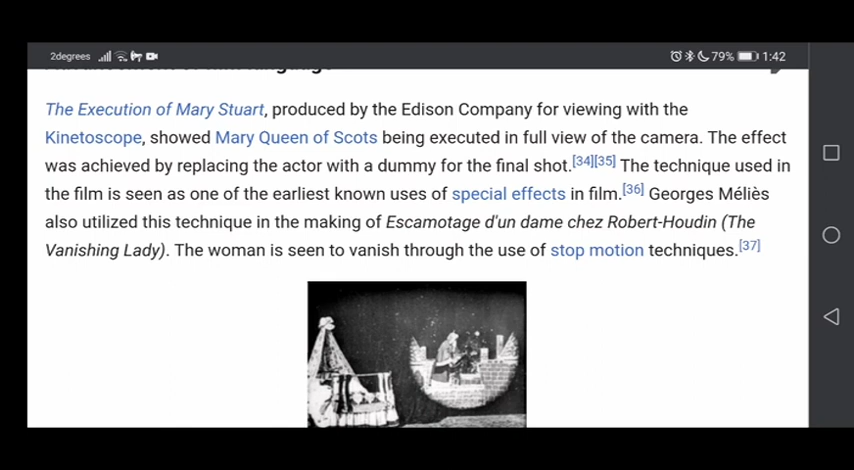 2degrees
79% 1:42
The Execution of Mary Stuart, produced by the Edison Company for viewing with the
Kinetoscope, showed Mary Queen of Scots being executed in full view of the camera. The effect
was achieved by replacing the actor with a dummy for the final shot.[34][35] The technique used in
the film is seen as one of the earliest known uses of special effects in film.[36] Georges Méliès
also utilized this technique in the making of Escamotage d'un dame chez Robert-Houdin (The
Vanishing Lady). The woman is seen to vanish through the use of stop motion techniques.[37]